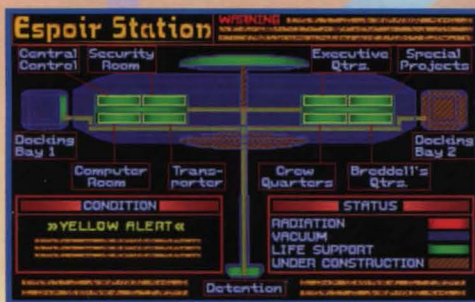 Espoir Station
WARNING
Central Control
Security Room
Executive Qtrs.
Special Projects
Docking Bay 1
Docking Bay 2
Computer Room
Trans-porter
Crew Quarters
Breddell's Qtrs.
CONDITION
»YELLOW ALERT«
STATUS
RADIATION
VACUUM
LIFE SUPPORT
UNDER CONSTRUCTION
Detention